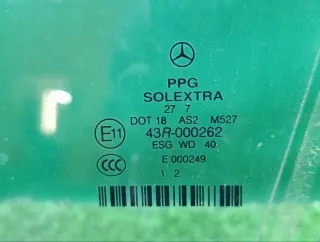 PPG
SOLEXTRA
27 7
DOT 18 AS2 M527
E11 43R-000262
ESG WD 40
CCC E 000249
1 2